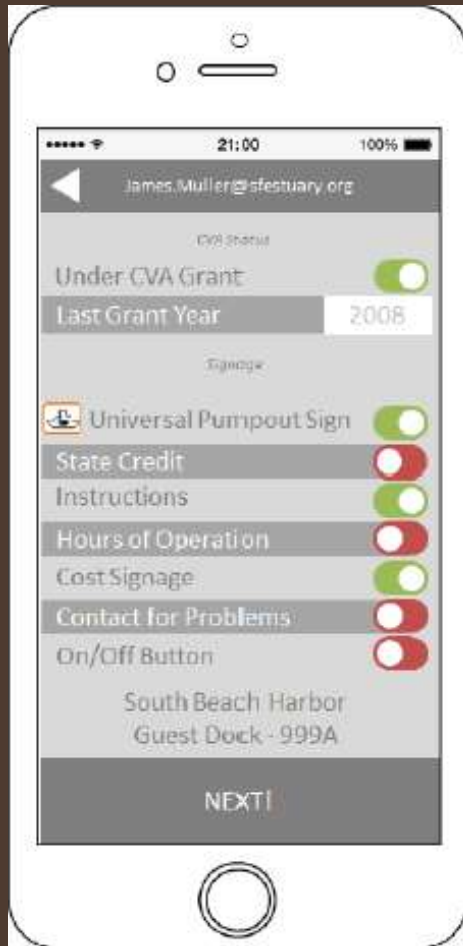 21:00 100%
James.Muller@sfestuary.org
CVA Status
Under CVA Grant
Last Grant Year 2008
Signage
Universal Pumpout Sign
State Credit
Instructions
Hours of Operation
Cost Signage
Contact for Problems
On/Off Button
South Beach Harbor
Guest Dock - 999A
NEXT!